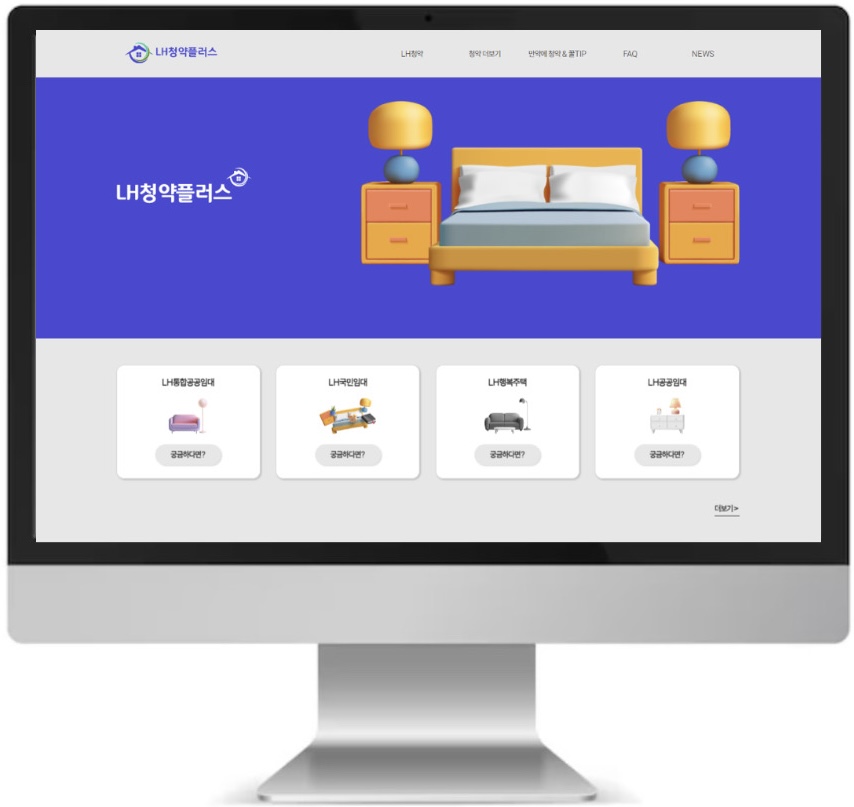 LH청약플러스
LH청약 청약 더보기 만약에 청약 & 꿀TIP FAQ NEWS
LH청약플러스
LH통합공공임대 LH국민임대 LH행복주택 LH공공임대
궁금하다면? 궁금하다면? 궁금하다면? 궁금하다면?
더보기 >